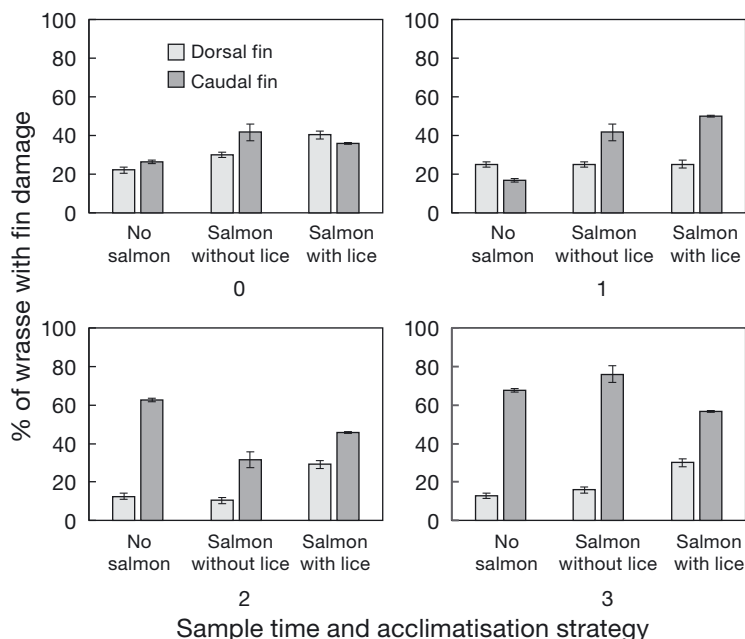 % of wrasse with fin damage
100
80
60
40
20
0
Dorsal fin
Caudal fin
No salmon
Salmon without lice
Salmon with lice
0
100
80
60
40
20
0
No salmon
Salmon without lice
Salmon with lice
1
100
80
60
40
20
0
No salmon
Salmon without lice
Salmon with lice
2
100
80
60
40
20
0
No salmon
Salmon without lice
Salmon with lice
3
Sample time and acclimatisation strategy